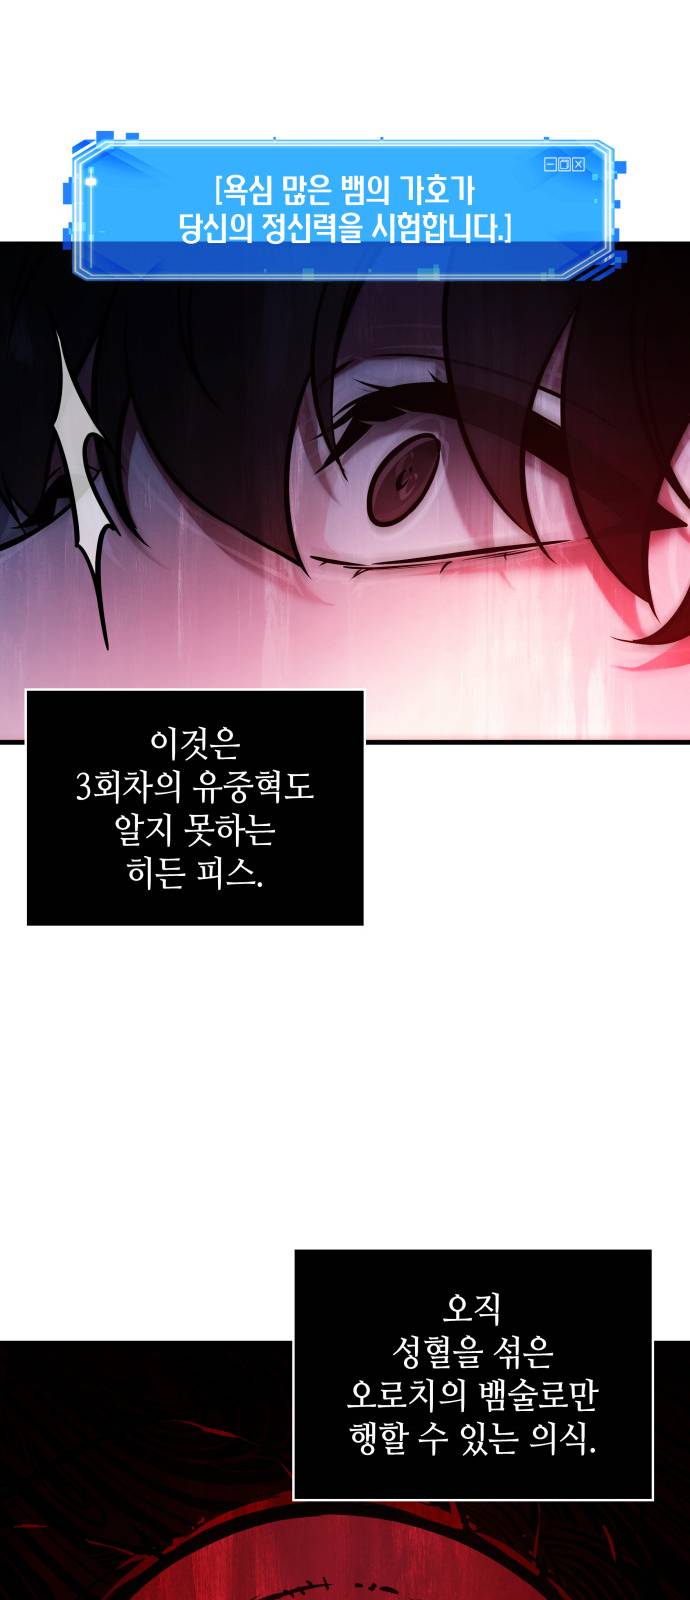 [욕심 많은 뱀의 가호가
당신의 정신력을 시험합니다.]
이것은
3회차의 유중혁도
알지 못하는
히든 피스.
오직
성혈을 섞은
오로치의 뱀술로만
행할 수 있는 의식.